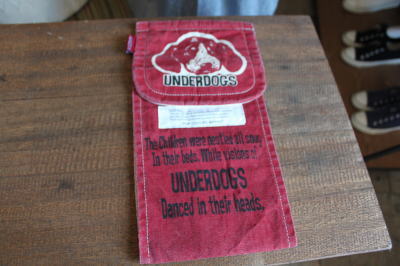 UNDERDOGS
The Children were nestled all snug
In their beds. While visions of
UNDERDOGS
Danced in their heads.